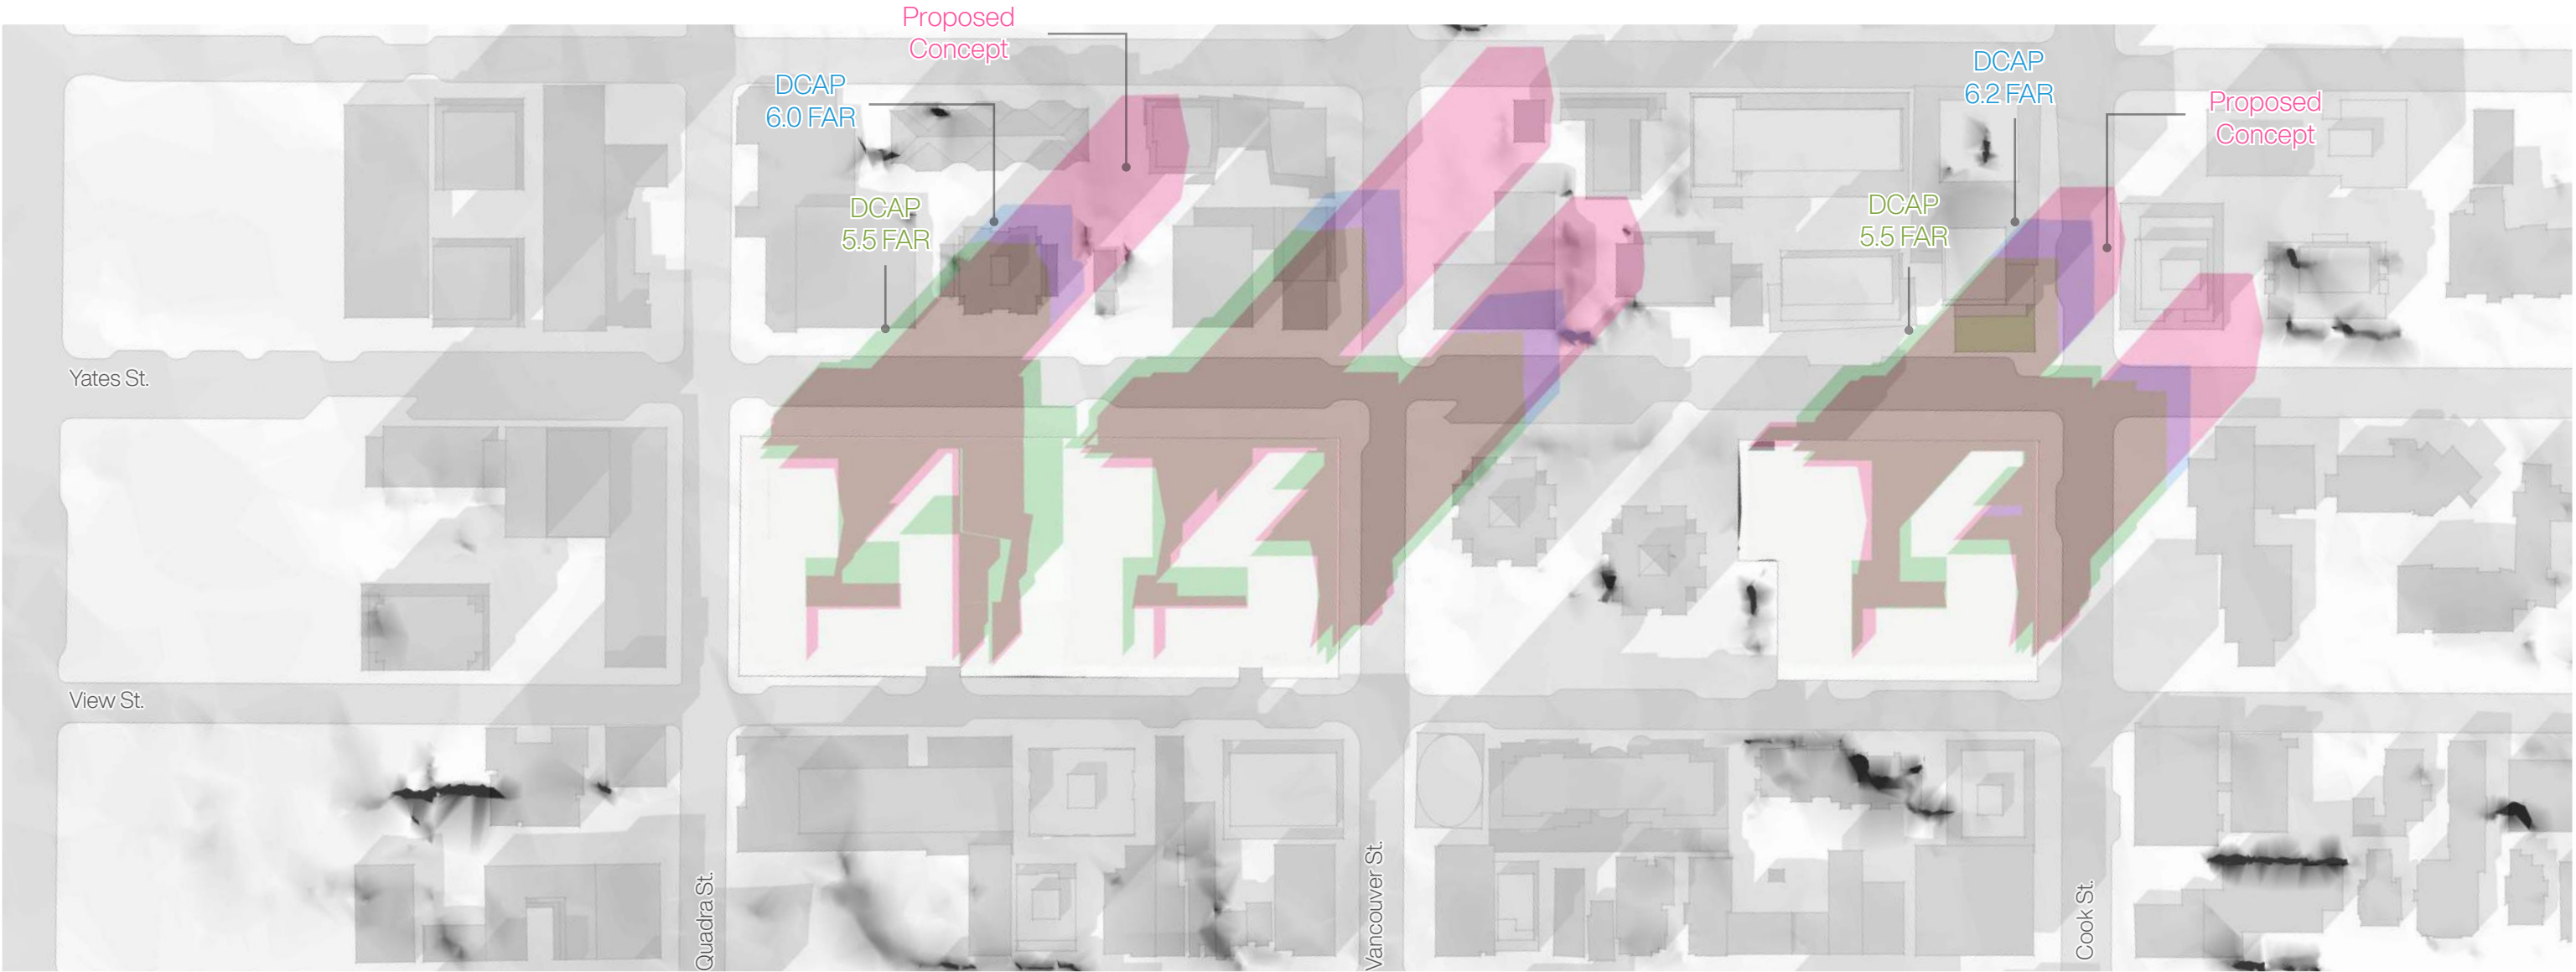 Proposed
Concept
DCAP
6.0 FAR
DCAP
6.2 FAR
Proposed
Concept
DCAP
5.5 FAR
DCAP
5.5 FAR
Yates St.
View St.
Quadra St.
Vancouver St.
Cook St.